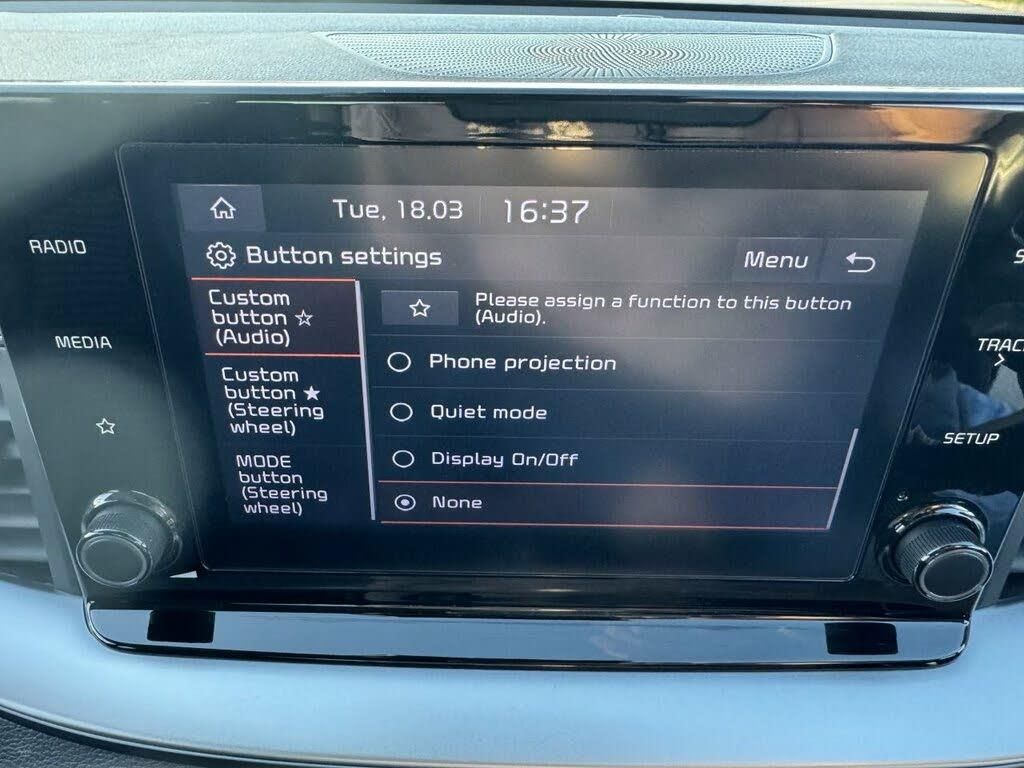 Tue, 18.03
16:37
Button settings
Menu
RADIO
MEDIA
Custom
button ☆
(Audio)
Custom
button ★
(Steering
wheel)
MODE
button
(Steering
wheel)
Please assign a function to this button
(Audio).
Phone projection
Quiet mode
Display On/Off
None
SETUP